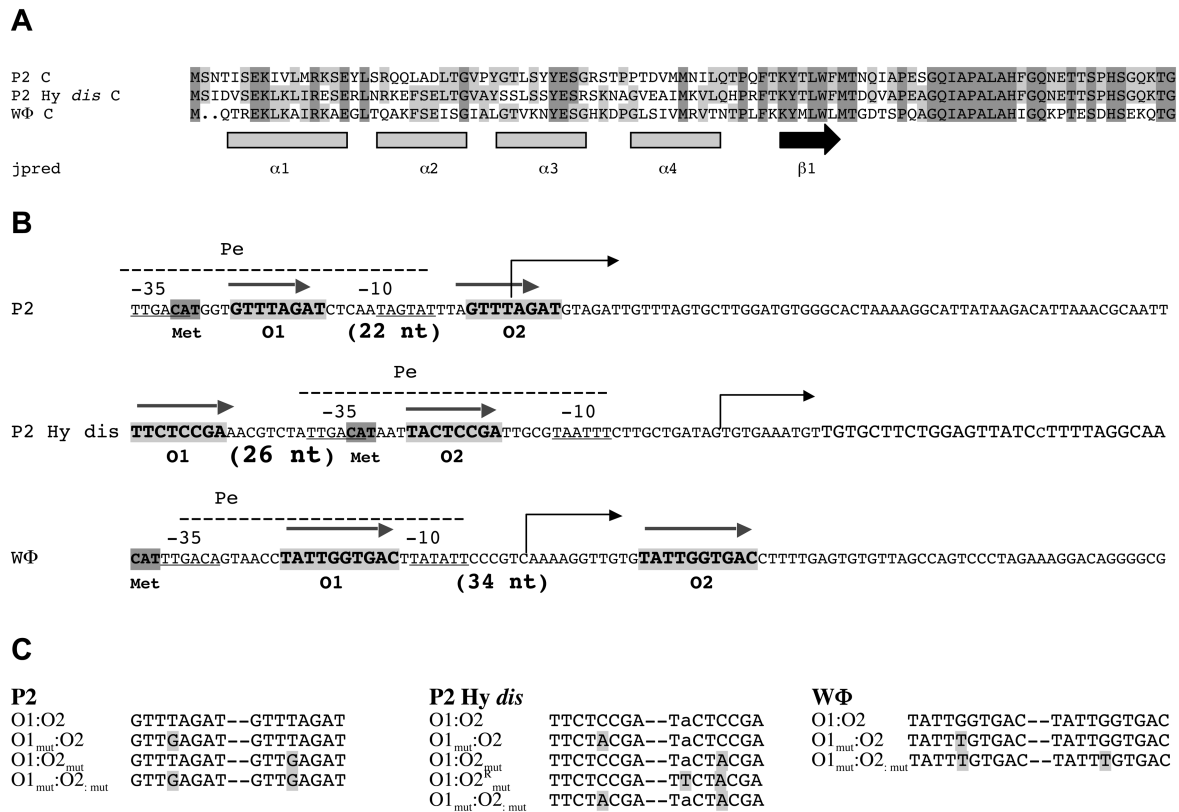 A
P2 C MSNTISEKIVLMRKSEYLSRQQLADLTGVPYGTLSYYESGRSTPPTDVMMNILQTPQFTKYTLWFMTNQIAPESGQIAPALAHFGQNETTSPHSGQKTG
P2 Hy dis C MSIDVSEKLKLIRESERLNRKEFSELTGVAYSSLSSYESRSKNAGVEAIMKVLQHPRFTKYTLWFMTDQVAPEAGQIAPALAHFGQNETTSPHSGQKTG
WΦ C M..QTREKLKAIRKAEGLTQAKFSEISGIALGTVKNYESGHKDPGLSIVMRVTNTPLFKKYMLWLMTGDTSPQAGQIAPALAHIGQKPTESDHSEKQTG
jpred α1 α2 α3 α4 β1
B
Pe
-35 -10
P2 TTGACATGGTGTTTAGATCTCAATAGTATTTAGTTTAGATGTAGATTGTTTAGTGCTTGGATGTGGGCACTAAAAGGCATTATAAGACATTAAACGCAATT
Met O1 (22 nt) O2
Pe
-35 -10
P2 Hy dis TTCTCCGAAACGTCTATTGACATAATTACTCCGATTGCGTAATTTCTTGCTGATAGTGTGAAATGTTGTGCTTCTGGAGTTATCCCTTTTAGGCAA
O1 (26 nt) Met O2
Pe
-35 -10
WΦ CATTTGACAGTAACCTATTGGTGACTTATATTCCCGTCAAAAGGTTGTGTATTGGTGACCTTTTGAGTGTGTTAGCCAGTCCCTAGAAAGGACAGGGGCG
Met O1 (34 nt) O2
C
P2 P2 Hy dis WΦ
O1:O2 GTTTAGAT--GTTTAGAT O1:O2 TTCTCCGA--TaCTCCGA O1:O2 TATTGGTGAC--TATTGGTGAC
O1mut:O2 GTTGAGAT--GTTTAGAT O1mut:O2 TTCTACGA--TaCTCCGA O1mut:O2 TATTTGTGAC--TATTGGTGAC
O1:O2mut GTTTAGAT--GTTGAGAT O1:O2mut TTCTCCGA--TaCTACGA O1mut:O2:mut TATTTGTGAC--TATTTGTGAC
O1mut:O2:mut GTTGAGAT--GTTGAGAT O1:O2Rmut TTCTCCGA--TTCTACGA
O1mut:O2:mut TTCTACGA--TaCTACGA